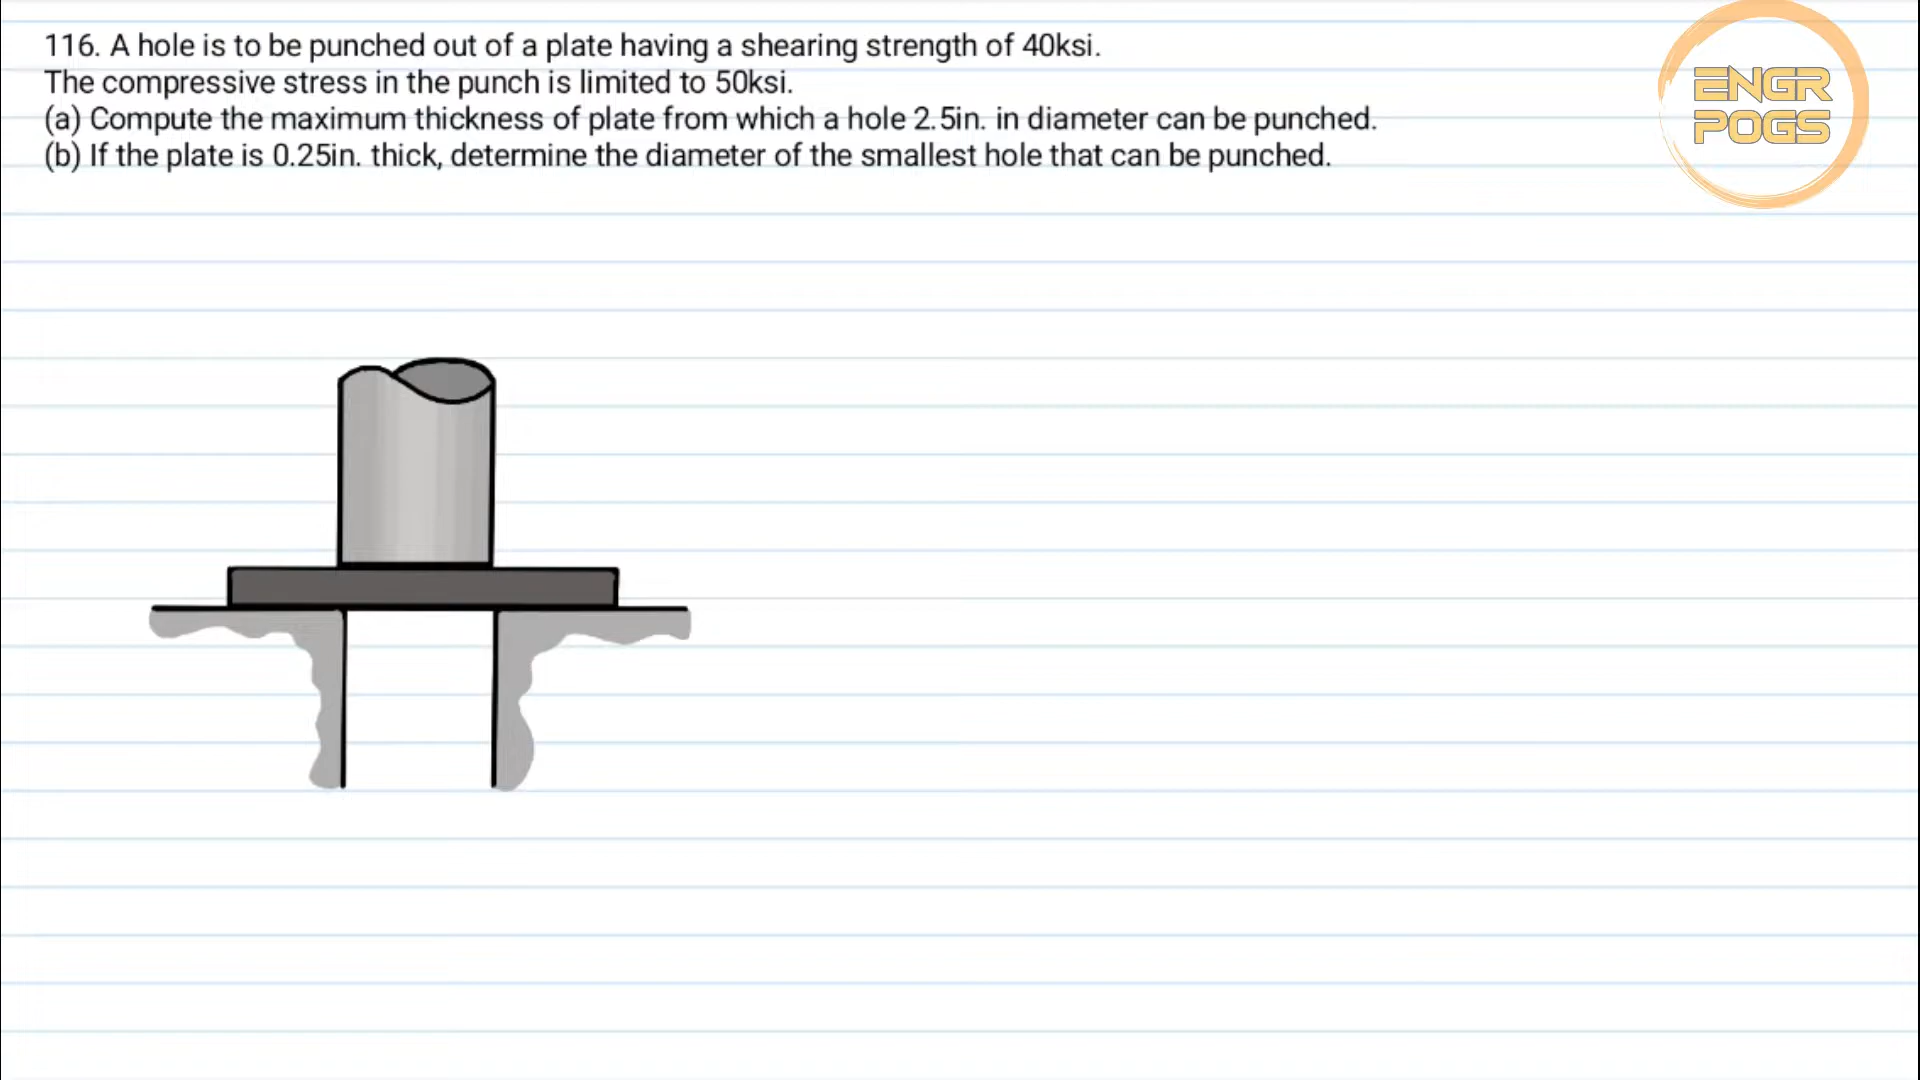 116. A hole is to be punched out of a plate having a shearing strength of 40ksi.
The compressive stress in the punch is limited to 50ksi.
(a) Compute the maximum thickness of plate from which a hole 2.5in. in diameter can be punched.
(b) If the plate is 0.25in. thick, determine the diameter of the smallest hole that can be punched.
ENGR
POGS